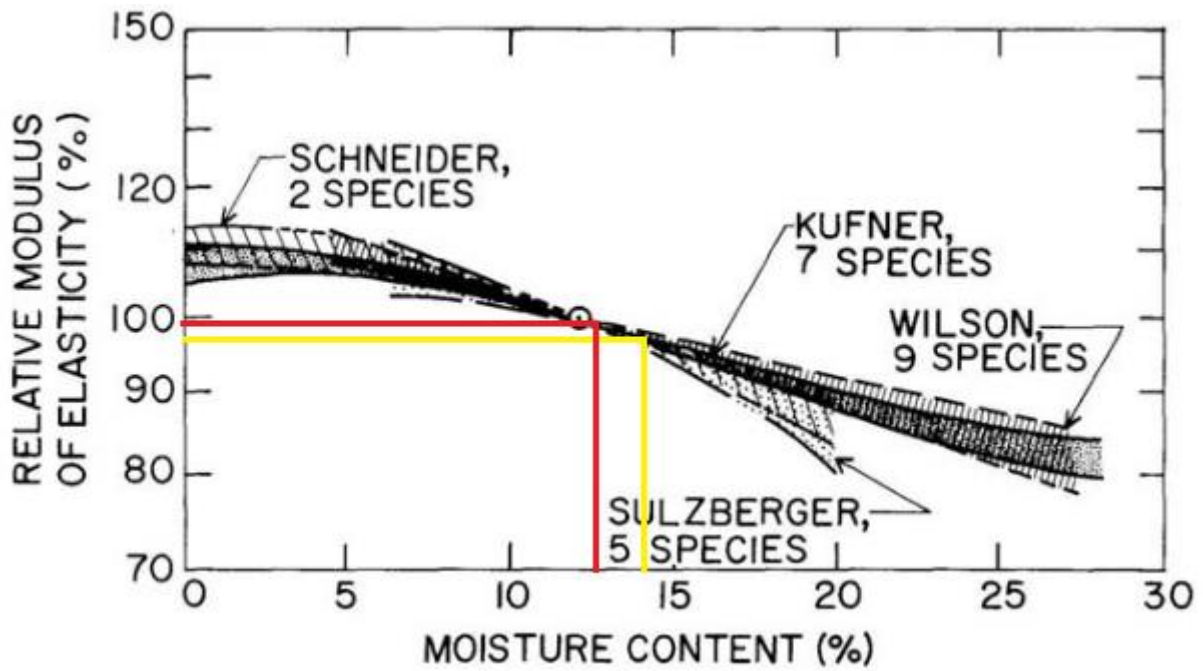 150
SCHNEIDER,
2 SPECIES
120
KUFNER,
7 SPECIES
RELATIVE MODULUS
OF ELASTICITY (%)
100
WILSON,
9 SPECIES
90
80
SULZBERGER,
5 SPECIES
70
0 5 10 15 20 25 30
MOISTURE CONTENT (%)